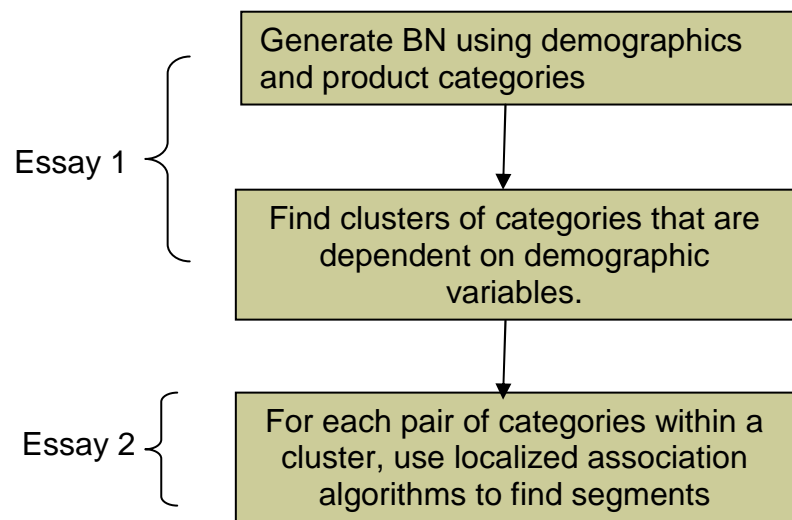 Generate BN using demographics
and product categories
Essay 1
Find clusters of categories that are
dependent on demographic
variables.
For each pair of categories within a
cluster, use localized association
algorithms to find segments
Essay 2